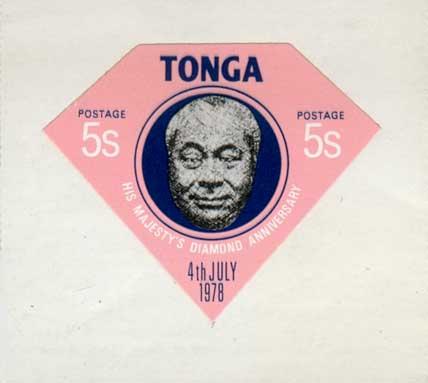 TONGA
POSTAGE
5s
POSTAGE
5s
HIS MAJESTY'S DIAMOND ANNIVERSARY
4th JULY
1978